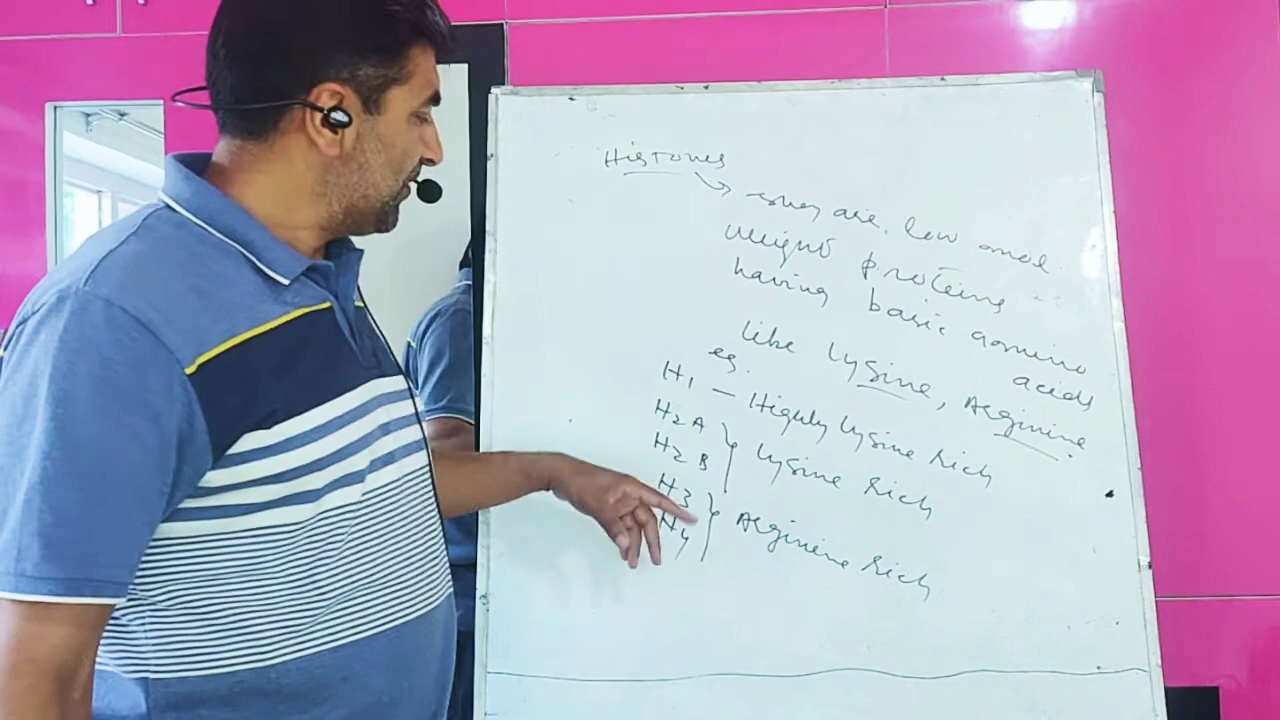 Histones
→ They are low mol.
weight proteins
having basic amino
acids
like Lysine, Arginine.
eg.
H1 — Highly Lysine Rich
H2A
H2B } Lysine Rich
H3
H4 } Arginine Rich